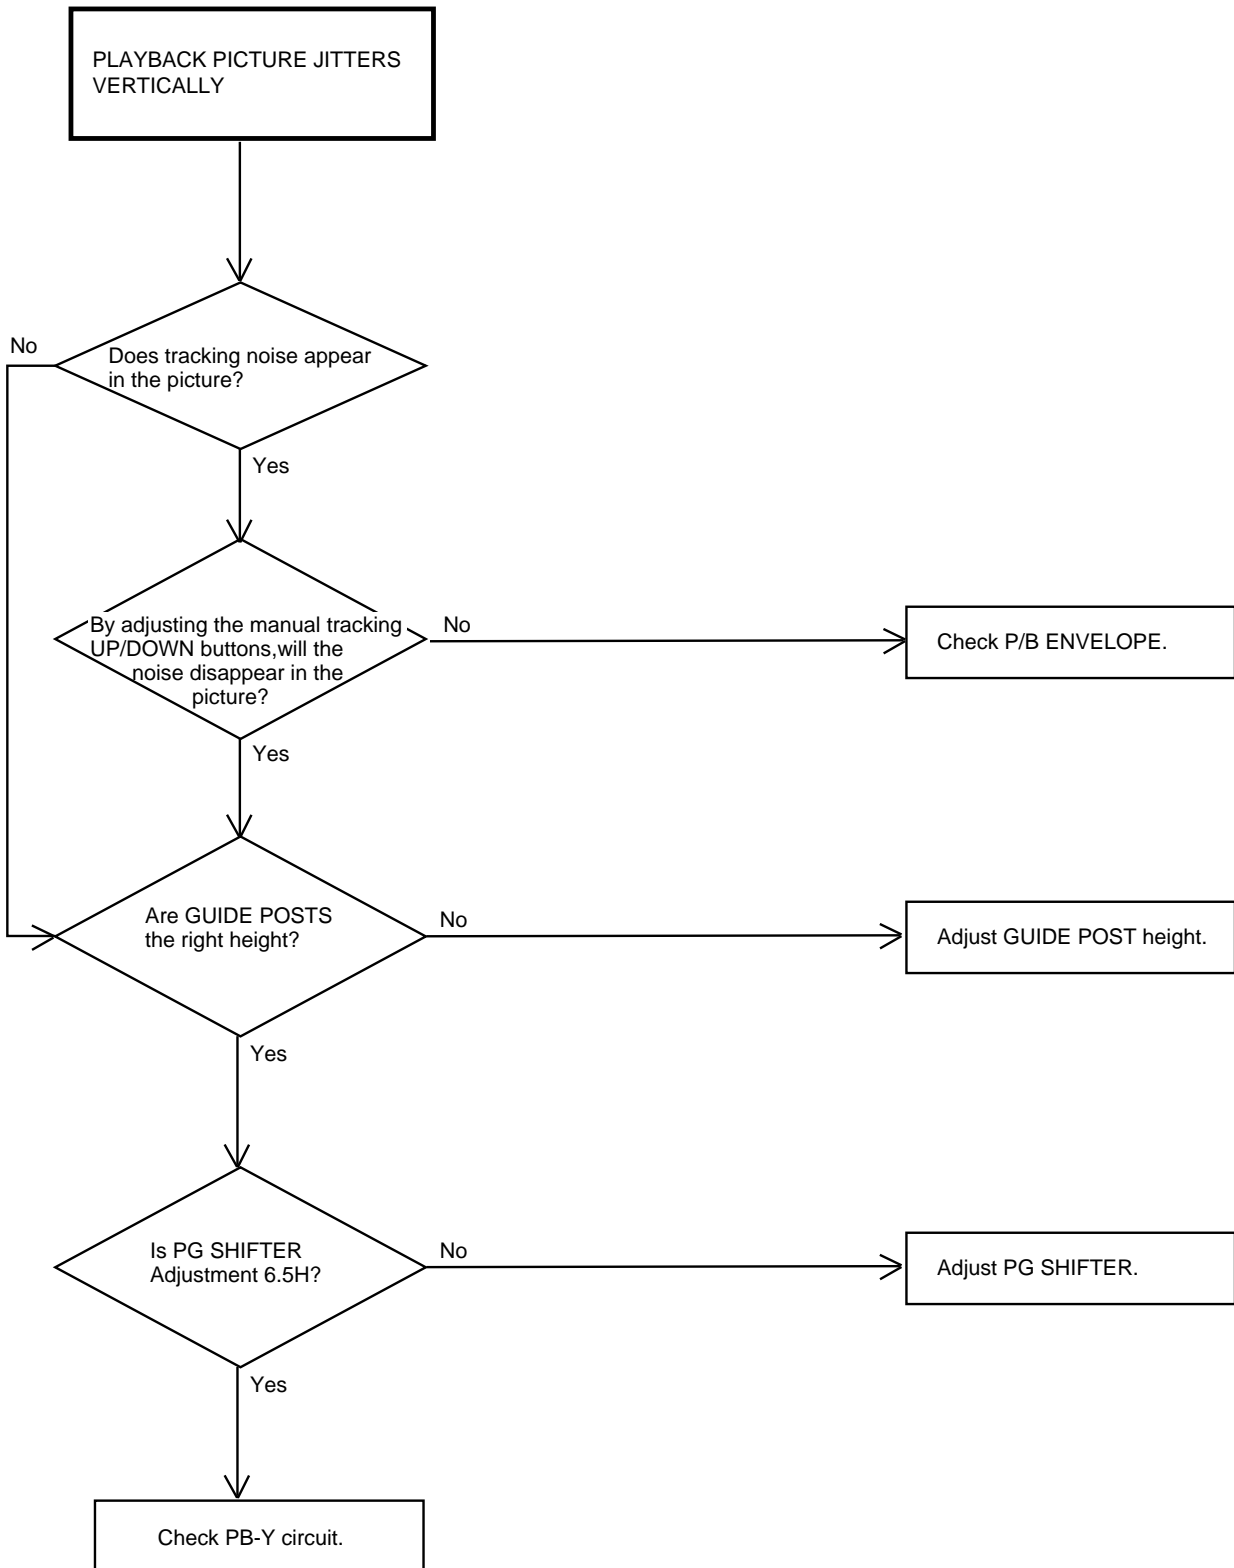 PLAYBACK PICTURE JITTERS
VERTICALLY
No
Does tracking noise appear
in the picture?
Yes
By adjusting the manual tracking
UP/DOWN buttons,will the
noise disappear in the
picture?
No
Check P/B ENVELOPE.
Yes
Are GUIDE POSTS
the right height?
No
Adjust GUIDE POST height.
Yes
Is PG SHIFTER
Adjustment 6.5H?
No
Adjust PG SHIFTER.
Yes
Check PB-Y circuit.